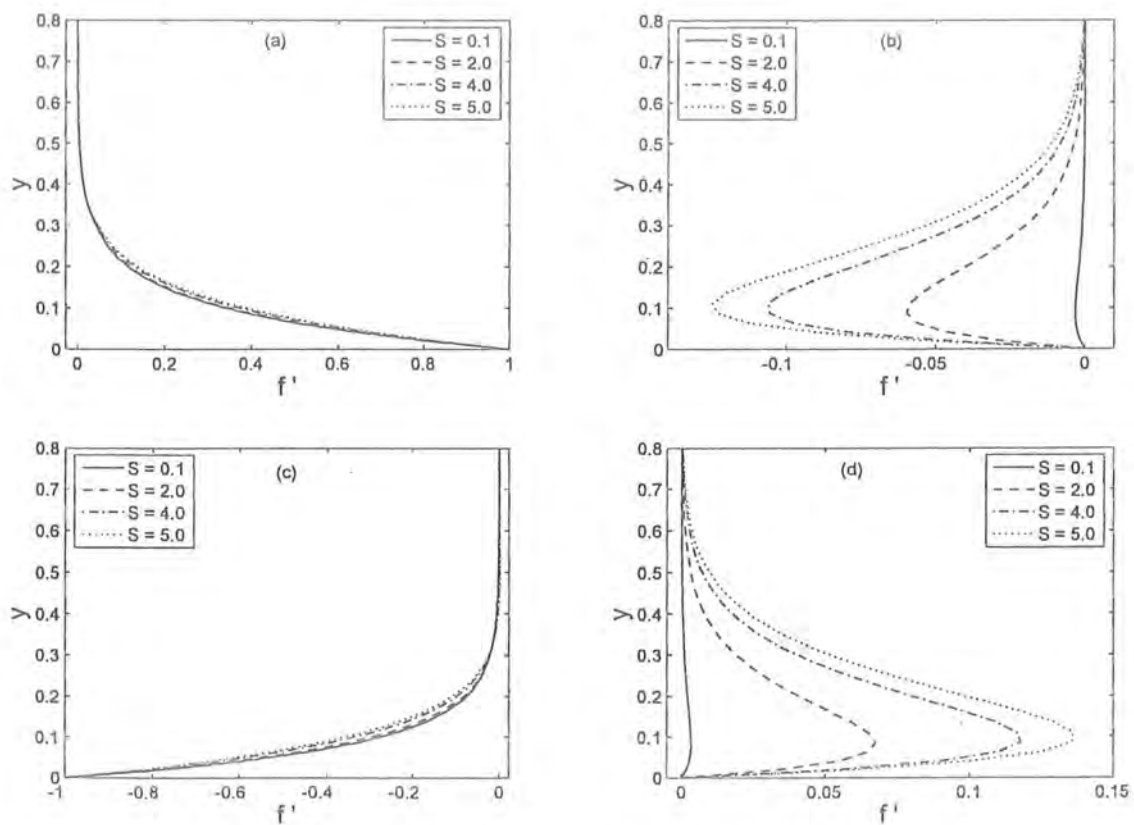 (a)
S = 0.1
S = 2.0
S = 4.0
S = 5.0
0.8
0.7
0.6
0.5
0.4
0.3
0.2
0.1
0
y
0 0.2 0.4 0.6 0.8 1
f '
(b)
S = 0.1
S = 2.0
S = 4.0
S = 5.0
0.8
0.7
0.6
0.5
0.4
0.3
0.2
0.1
0
y
-0.1 -0.05 0
f '
(c)
S = 0.1
S = 2.0
S = 4.0
S = 5.0
0.8
0.7
0.6
0.5
0.4
0.3
0.2
0.1
0
y
-1 -0.8 -0.6 -0.4 -0.2 0
f '
(d)
S = 0.1
S = 2.0
S = 4.0
S = 5.0
0.8
0.7
0.6
0.5
0.4
0.3
0.2
0.1
0
y
0 0.05 0.1 0.15
f '